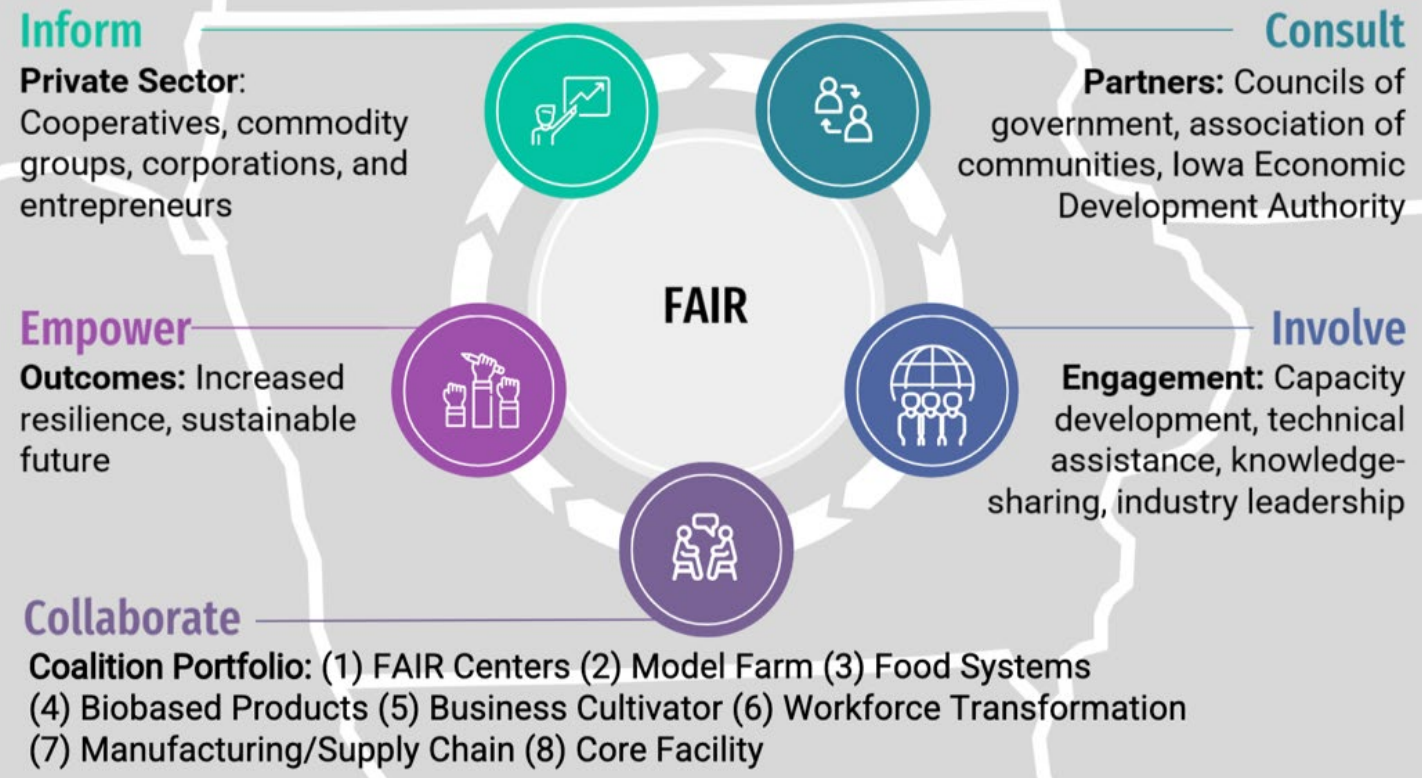 Inform
Private Sector:
Cooperatives, commodity
groups, corporations, and
entrepreneurs
Consult
Partners: Councils of
government, association of
communities, Iowa Economic
Development Authority
FAIR
Empower
Outcomes: Increased
resilience, sustainable
future
Involve
Engagement: Capacity
development, technical
assistance, knowledge-
sharing, industry leadership
Collaborate
Coalition Portfolio: (1) FAIR Centers (2) Model Farm (3) Food Systems
(4) Biobased Products (5) Business Cultivator (6) Workforce Transformation
(7) Manufacturing/Supply Chain (8) Core Facility